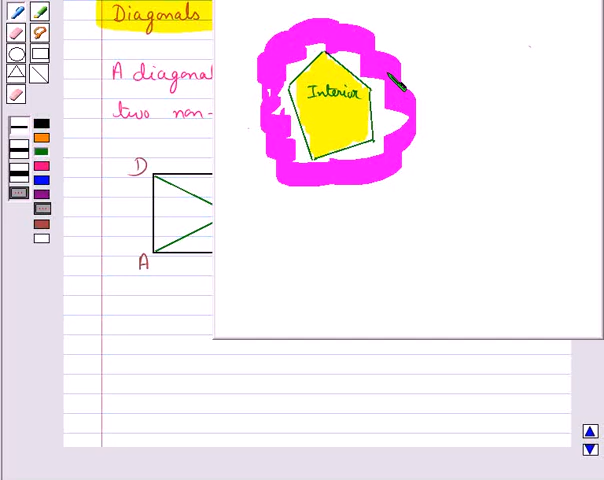 Diagonals
A diagonal
two non-
D
A
Interior